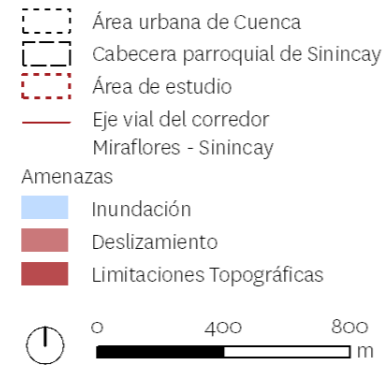 Área urbana de Cuenca
Cabecera parroquial de Sinincay
Área de estudio
Eje vial del corredor
Miraflores - Sinincay
Amenazas
Inundación
Deslizamiento
Limitaciones Topográficas
0 400 800
m